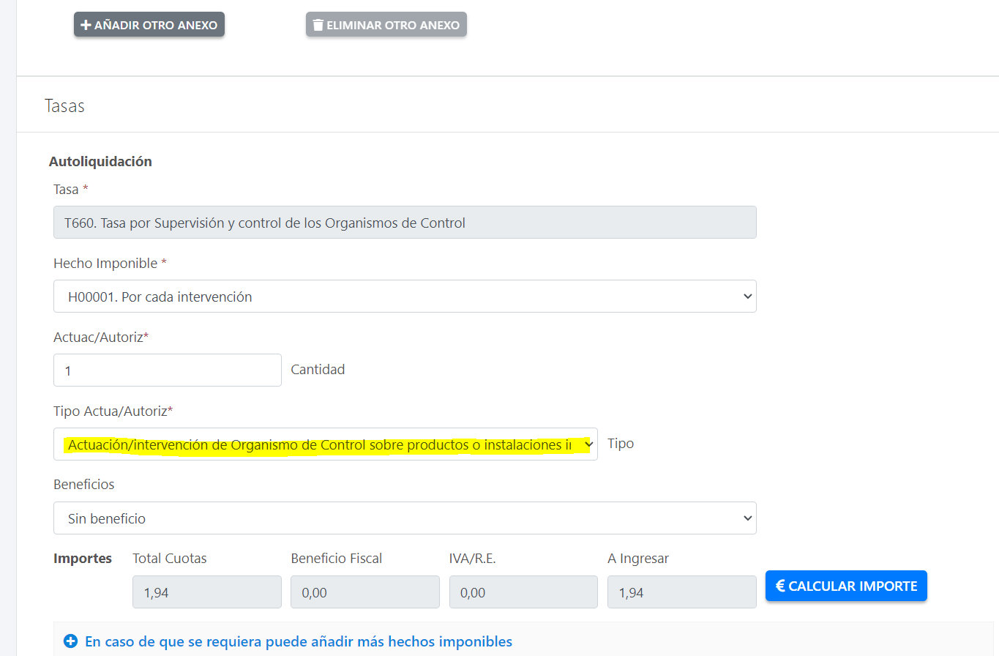 AÑADIR OTRO ANEXO
ELIMINAR OTRO ANEXO
Tasas
Autoliquidación
Tasa *
T660. Tasa por Supervisión y control de los Organismos de Control
Hecho Imponible *
H00001. Por cada intervención
Actuac/Autoriz*
1
Cantidad
Tipo Actua/Autoriz*
Actuación/intervención de Organismo de Control sobre productos o instalaciones
Tipo
Beneficios
Sin beneficio
Importes
Total Cuotas
Beneficio Fiscal
IVA/R.E.
A Ingresar
1,94
0,00
0,00
1,94
€ CALCULAR IMPORTE
En caso de que se requiera puede añadir más hechos imponibles